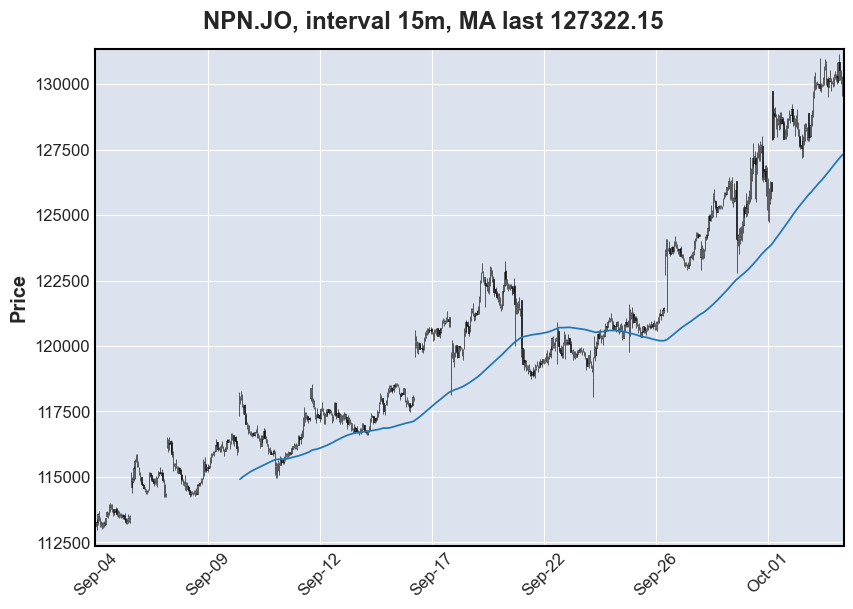 NPN.JO, interval 15m, MA last 127322.15
Price
130000
127500
125000
122500
120000
117500
115000
112500
Sep-04
Sep-09
Sep-12
Sep-17
Sep-22
Sep-26
Oct-01